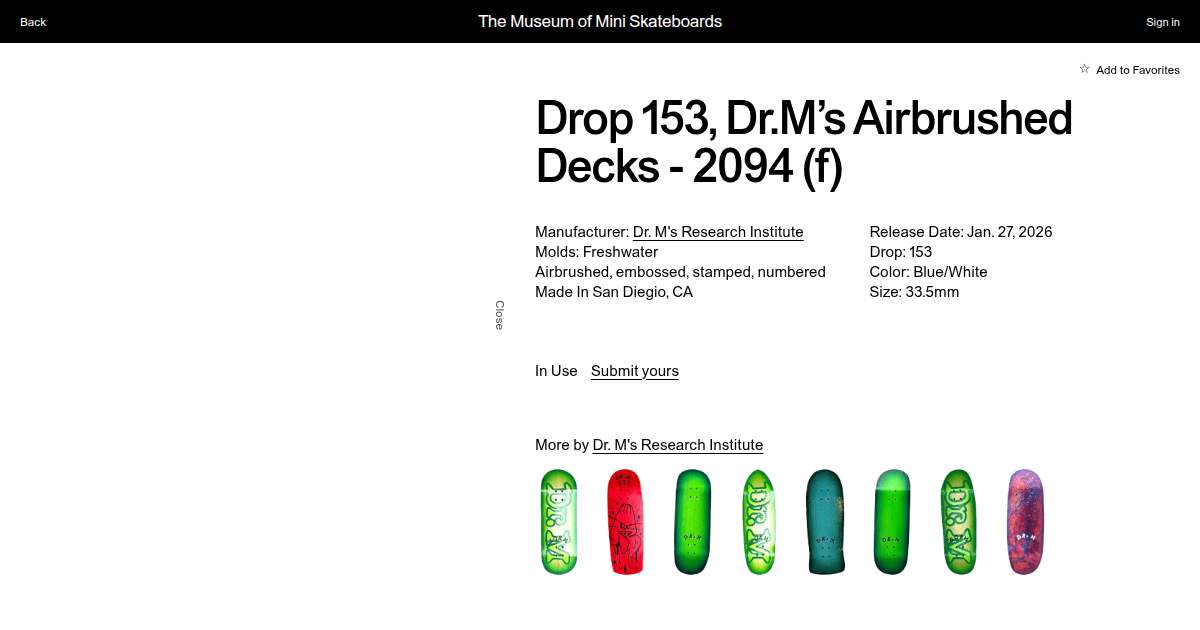 Back
The Museum of Mini Skateboards
Sign in
☆ Add to Favorites
Drop 153, Dr.M’s Airbrushed
Decks - 2094 (f)
Manufacturer: Dr. M's Research Institute
Molds: Freshwater
Airbrushed, embossed, stamped, numbered
Made In San Diegio, CA
Release Date: Jan. 27, 2026
Drop: 153
Color: Blue/White
Size: 33.5mm
Close
In Use Submit yours
More by Dr. M's Research Institute